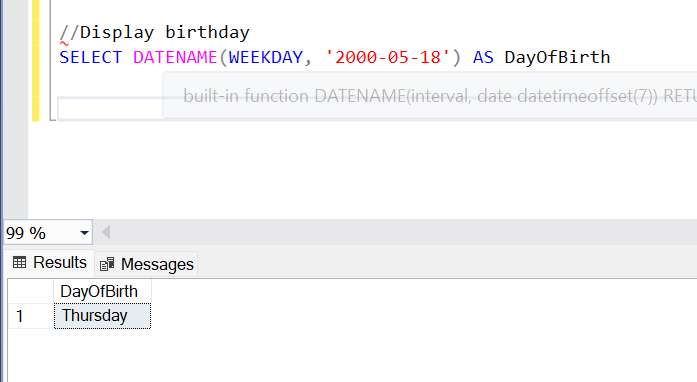 //Display birthday
SELECT DATENAME(WEEKDAY, '2000-05-18') AS DayOfBirth
built-in function DATENAME(interval, date datetimeoffset(7)) RETU
99 %
Results Messages
DayOfBirth
1 Thursday